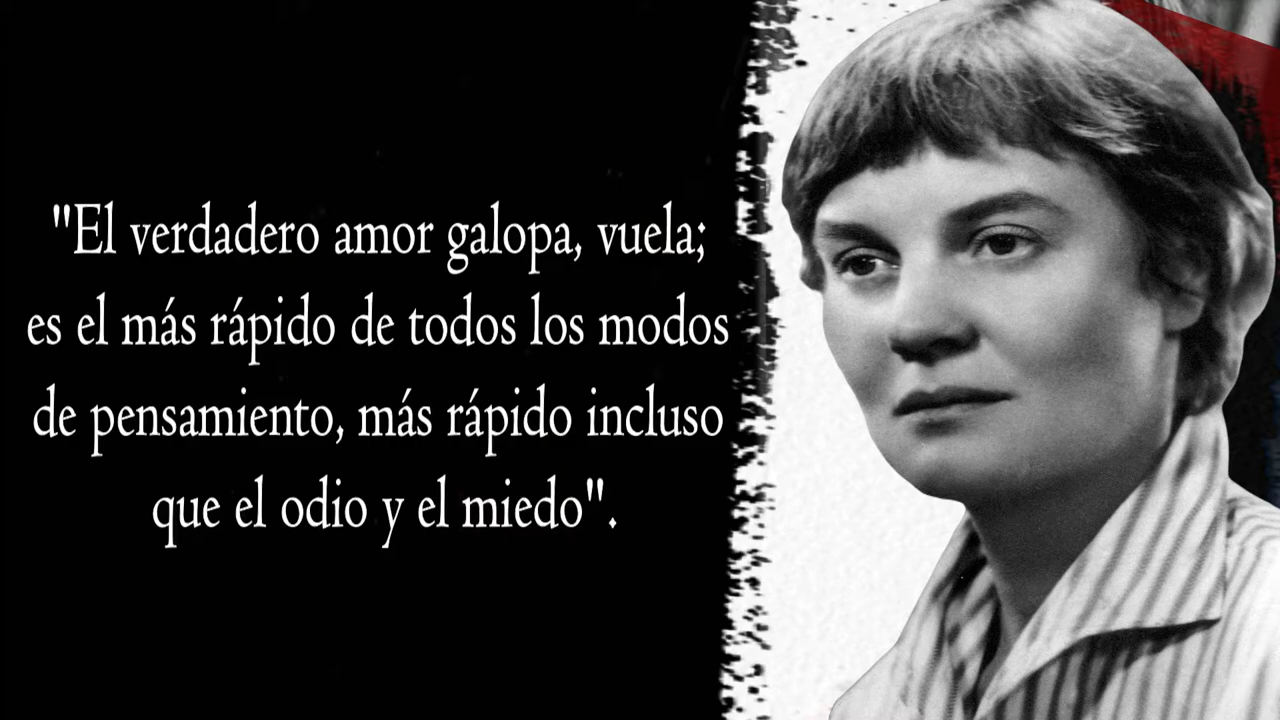 "El verdadero amor galopa, vuela;
es el más rápido de todos los modos
de pensamiento, más rápido incluso
que el odio y el miedo".